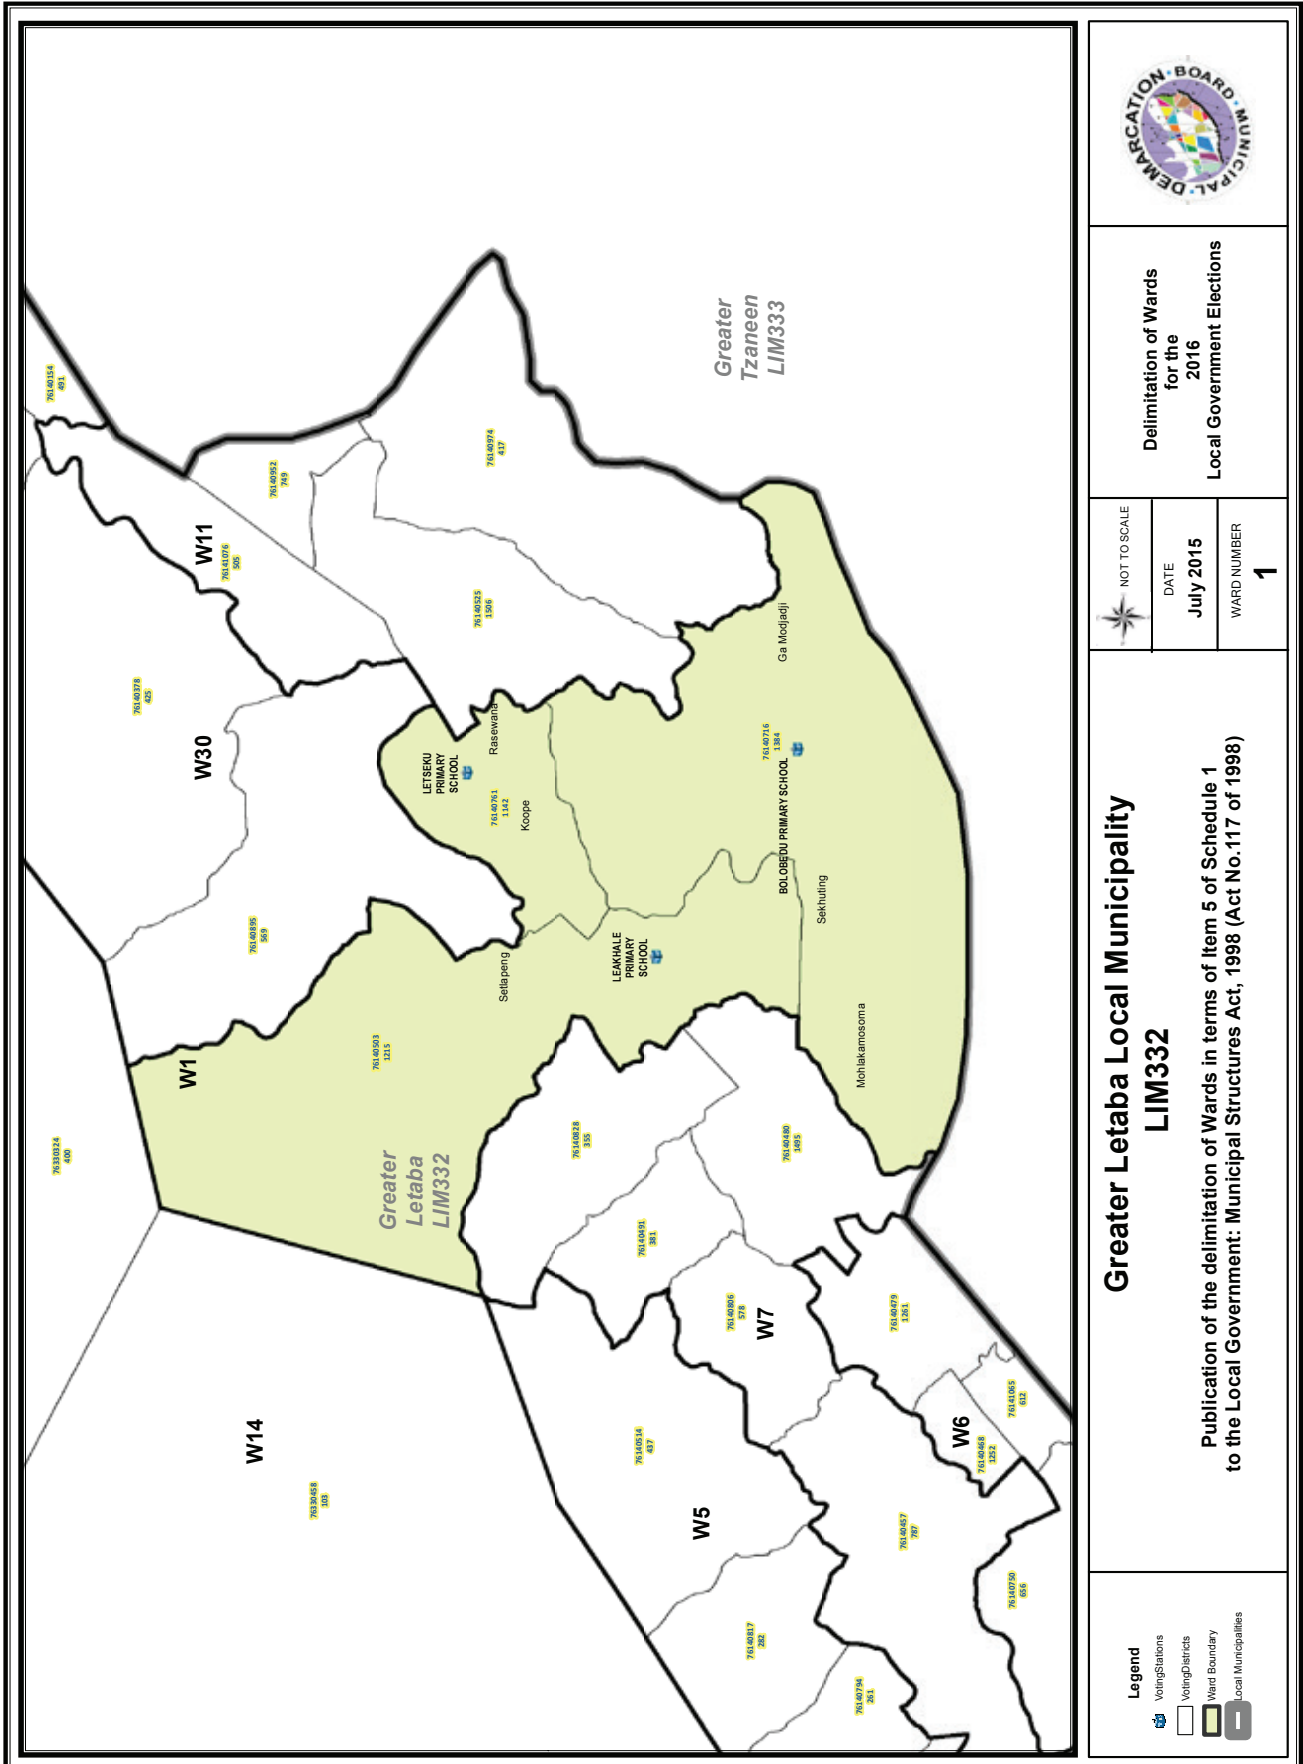 76140154
491
76140952
749
76140974
417
W11
76141076
505
76140525
1506
Greater
Tzaneen
LIM333
76140378
425
W30
Ga Modjadji
LETSEKU
PRIMARY
SCHOOL
Rasewana
76140761
1142
Koope
76140716
1384
BOLOBEDU PRIMARY SCHOOL
76140895
569
Sekhuting
LEAKHALE
PRIMARY
SCHOOL
Setlapeng
W1
76140503
1215
Mohlakamosoma
76330324
400
76140828
355
76140480
1495
Greater
Letaba
LIM332
76140491
381
76140806
578
W7
76140479
1261
76141065
612
W14
76140514
437
W6
76140468
1252
76330458
103
W5
76140457
787
76140750
656
76140817
282
76140794
261
MUNICIPAL · DEMARCATION · BOARD ·
Delimitation of Wards
for the
2016
Local Government Elections
NOT TO SCALE
DATE
July 2015
WARD NUMBER
1
Greater Letaba Local Municipality
LIM332
Publication of the delimitation of Wards in terms of Item 5 of Schedule 1
to the Local Government: Municipal Structures Act, 1998 (Act No.117 of 1998)
Legend
VotingStations
VotingDistricts
Ward Boundary
Local Municipalities